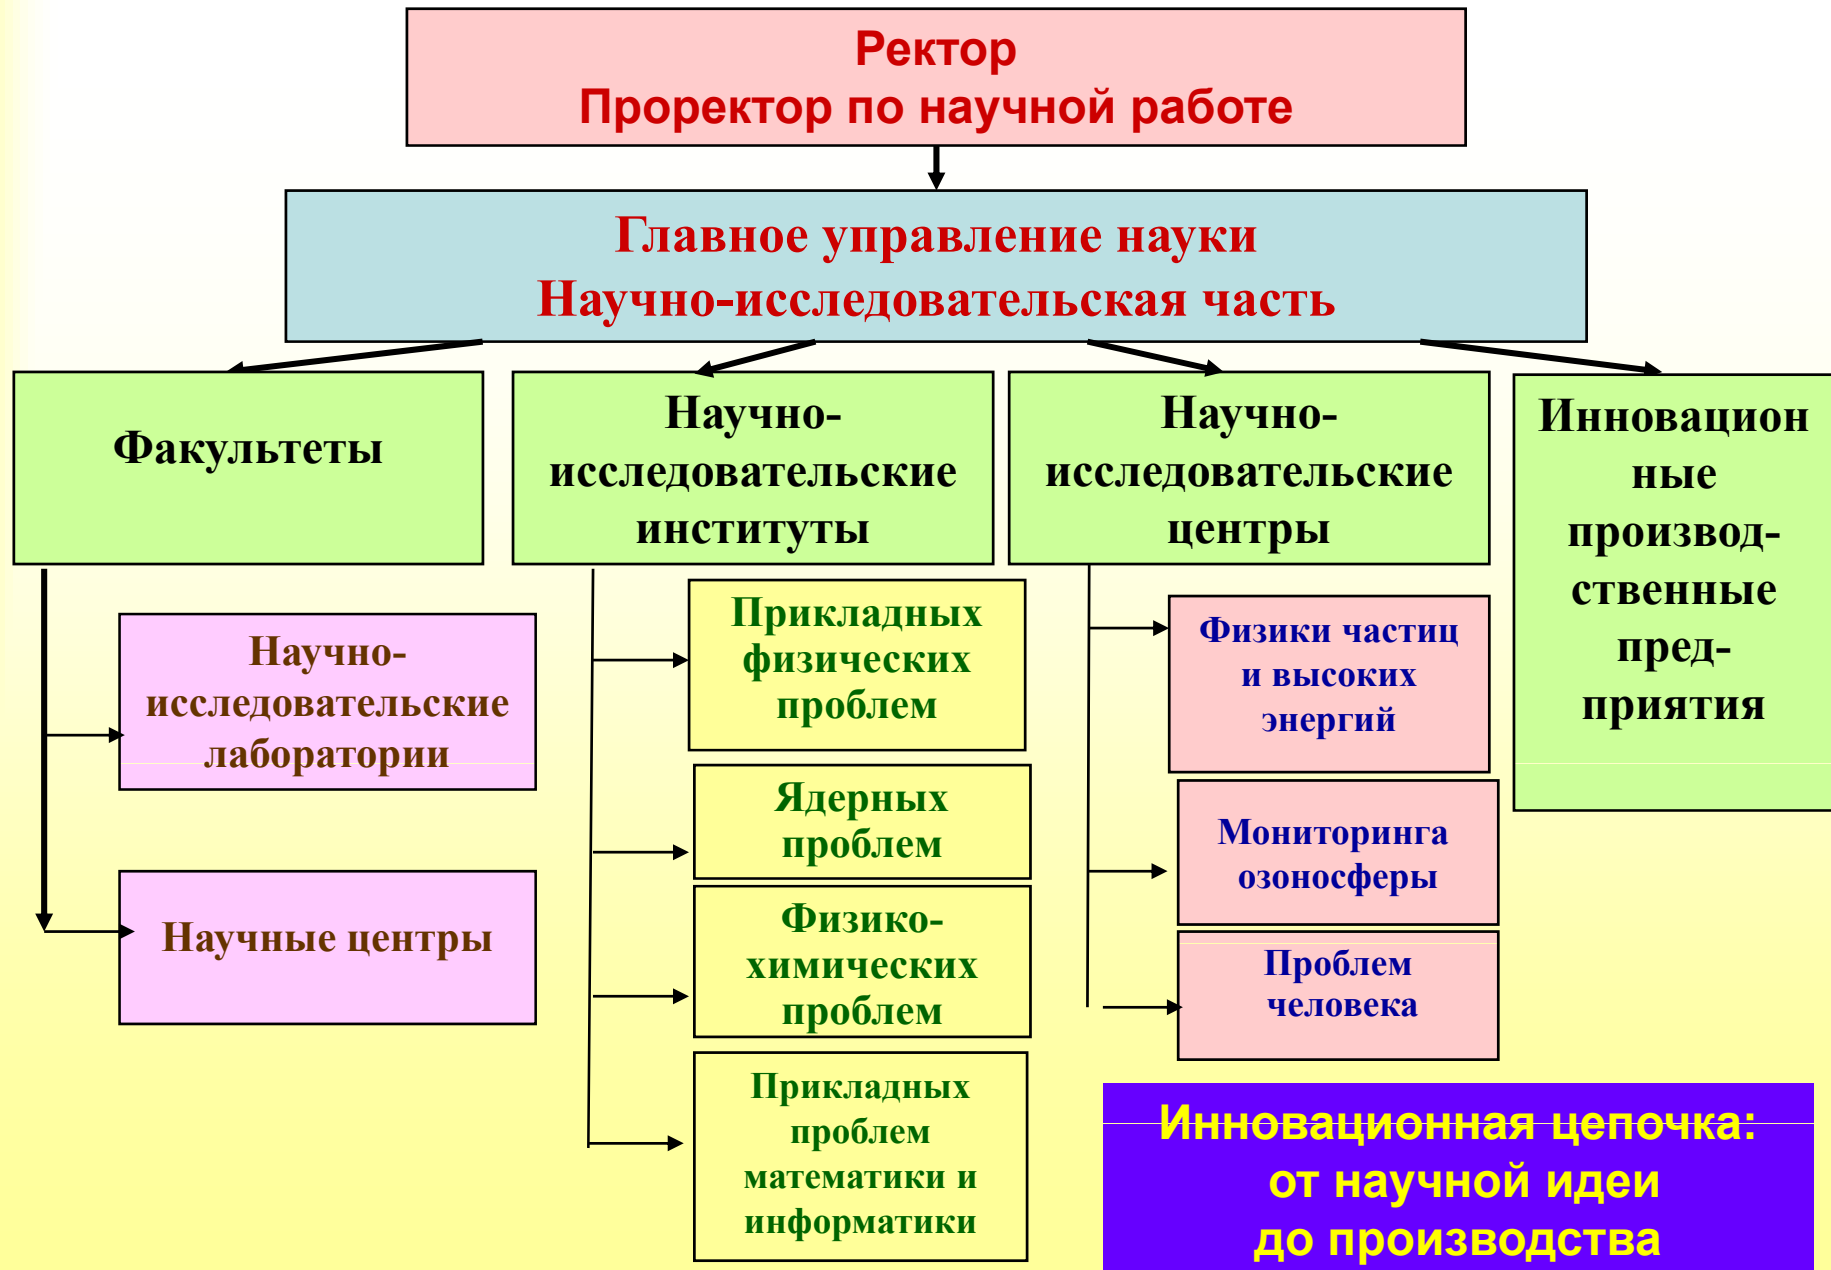 Ректор
Проректор по научной работе
Главное управление науки
Научно-исследовательская часть
Факультеты
Научно-
исследовательские
лаборатории
Научные центры
Научно-
исследовательские
институты
Прикладных
физических
проблем
Ядерных
проблем
Физико-
химических
проблем
Прикладных
проблем
математики и
информатики
Научно-
исследовательские
центры
Физики частиц
и высоких
энергий
Мониторинга
озоносферы
Проблем
человека
Инновацион
ные
производ-
ственные
пред-
приятия
Инновационная цепочка:
от научной идеи
до производства